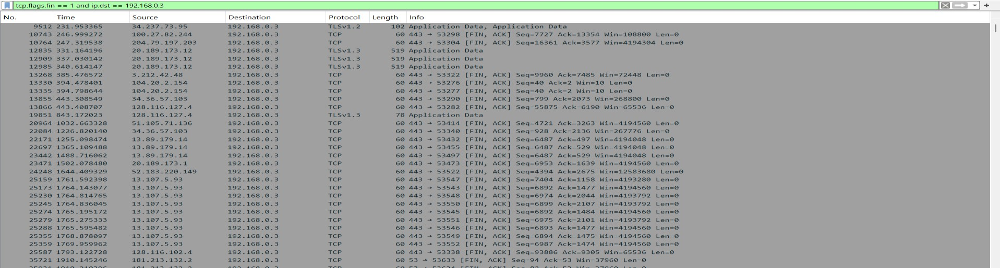 tcp.flags.fin == 1 and ip.dst == 192.168.0.3
No. Time Source Destination Protocol Length Info
9512 231.953365 34.237.73.95 192.168.0.3 TLSv1.2 102 Application Data, Application Data
10743 246.999272 100.27.82.244 192.168.0.3 TCP 60 443 → 53298 [FIN, ACK] Seq=7727 Ack=13354 Win=108800 Len=0
10764 247.319538 204.79.197.203 192.168.0.3 TCP 60 443 → 53304 [FIN, ACK] Seq=16361 Ack=3577 Win=4194304 Len=0
12835 331.164196 20.189.173.12 192.168.0.3 TLSv1.3 519 Application Data
12909 337.030142 20.189.173.12 192.168.0.3 TLSv1.3 519 Application Data
12985 340.614147 20.189.173.12 192.168.0.3 TLSv1.3 519 Application Data
13268 385.476572 3.212.42.48 192.168.0.3 TCP 60 443 → 53322 [FIN, ACK] Seq=9960 Ack=7485 Win=72448 Len=0
13330 394.478401 104.20.2.154 192.168.0.3 TCP 60 443 → 53276 [FIN, ACK] Seq=40 Ack=2 Win=10 Len=0
13335 394.798644 104.20.2.154 192.168.0.3 TCP 60 443 → 53277 [FIN, ACK] Seq=40 Ack=2 Win=10 Len=0
13855 443.308549 34.36.57.103 192.168.0.3 TCP 60 443 → 53290 [FIN, ACK] Seq=799 Ack=2073 Win=268800 Len=0
13866 443.408707 128.116.127.4 192.168.0.3 TCP 60 443 → 53282 [FIN, ACK] Seq=55875 Ack=6190 Win=65536 Len=0
19851 843.172023 128.116.127.4 192.168.0.3 TLSv1.3 78 Application Data
20964 1032.663328 51.105.71.136 192.168.0.3 TCP 60 443 → 53414 [FIN, ACK] Seq=4721 Ack=3263 Win=4194560 Len=0
22084 1226.820140 34.36.57.103 192.168.0.3 TCP 60 443 → 53340 [FIN, ACK] Seq=928 Ack=2136 Win=267776 Len=0
22171 1255.098474 13.89.179.14 192.168.0.3 TCP 60 443 → 53432 [FIN, ACK] Seq=6487 Ack=497 Win=4194048 Len=0
22697 1365.109488 13.89.179.14 192.168.0.3 TCP 60 443 → 53455 [FIN, ACK] Seq=6487 Ack=529 Win=4194048 Len=0
23442 1488.716062 13.89.179.14 192.168.0.3 TCP 60 443 → 53497 [FIN, ACK] Seq=6487 Ack=529 Win=4194048 Len=0
23471 1502.078480 20.189.173.1 192.168.0.3 TCP 60 443 → 53473 [FIN, ACK] Seq=6953 Ack=1639 Win=4194560 Len=0
24248 1644.409329 52.183.220.149 192.168.0.3 TCP 60 443 → 53522 [FIN, ACK] Seq=4394 Ack=2675 Win=12583680 Len=0
25159 1761.592398 13.107.5.93 192.168.0.3 TCP 60 443 → 53547 [FIN, ACK] Seq=7404 Ack=1158 Win=4193280 Len=0
25173 1764.143077 13.107.5.93 192.168.0.3 TCP 60 443 → 53543 [FIN, ACK] Seq=6892 Ack=1477 Win=4194560 Len=0
25230 1764.814765 13.107.5.93 192.168.0.3 TCP 60 443 → 53548 [FIN, ACK] Seq=6974 Ack=2044 Win=4193792 Len=0
25245 1764.836045 13.107.5.93 192.168.0.3 TCP 60 443 → 53550 [FIN, ACK] Seq=6899 Ack=2107 Win=4193792 Len=0
25274 1765.195172 13.107.5.93 192.168.0.3 TCP 60 443 → 53545 [FIN, ACK] Seq=6892 Ack=1484 Win=4194560 Len=0
25279 1765.275333 13.107.5.93 192.168.0.3 TCP 60 443 → 53551 [FIN, ACK] Seq=6975 Ack=2101 Win=4193792 Len=0
25288 1765.595482 13.107.5.93 192.168.0.3 TCP 60 443 → 53546 [FIN, ACK] Seq=6893 Ack=1477 Win=4194560 Len=0
25355 1768.878097 13.107.5.93 192.168.0.3 TCP 60 443 → 53549 [FIN, ACK] Seq=6894 Ack=1475 Win=4194560 Len=0
25359 1769.959962 13.107.5.93 192.168.0.3 TCP 60 443 → 53552 [FIN, ACK] Seq=6987 Ack=1474 Win=4194560 Len=0
25587 1793.122728 128.116.102.4 192.168.0.3 TCP 60 443 → 53338 [FIN, ACK] Seq=93886 Ack=9305 Win=65536 Len=0
35721 1910.145246 181.213.132.2 192.168.0.3 TCP 60 53 → 53633 [FIN, ACK] Seq=94 Ack=53 Win=37960 Len=0